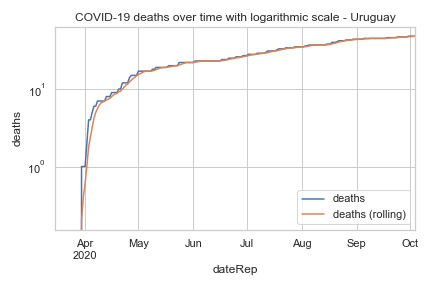 COVID-19 deaths over time with logarithmic scale - Uruguay
deaths
10¹
10⁰
deaths
deaths (rolling)
Apr May Jun Jul Aug Sep Oct
2020
dateRep